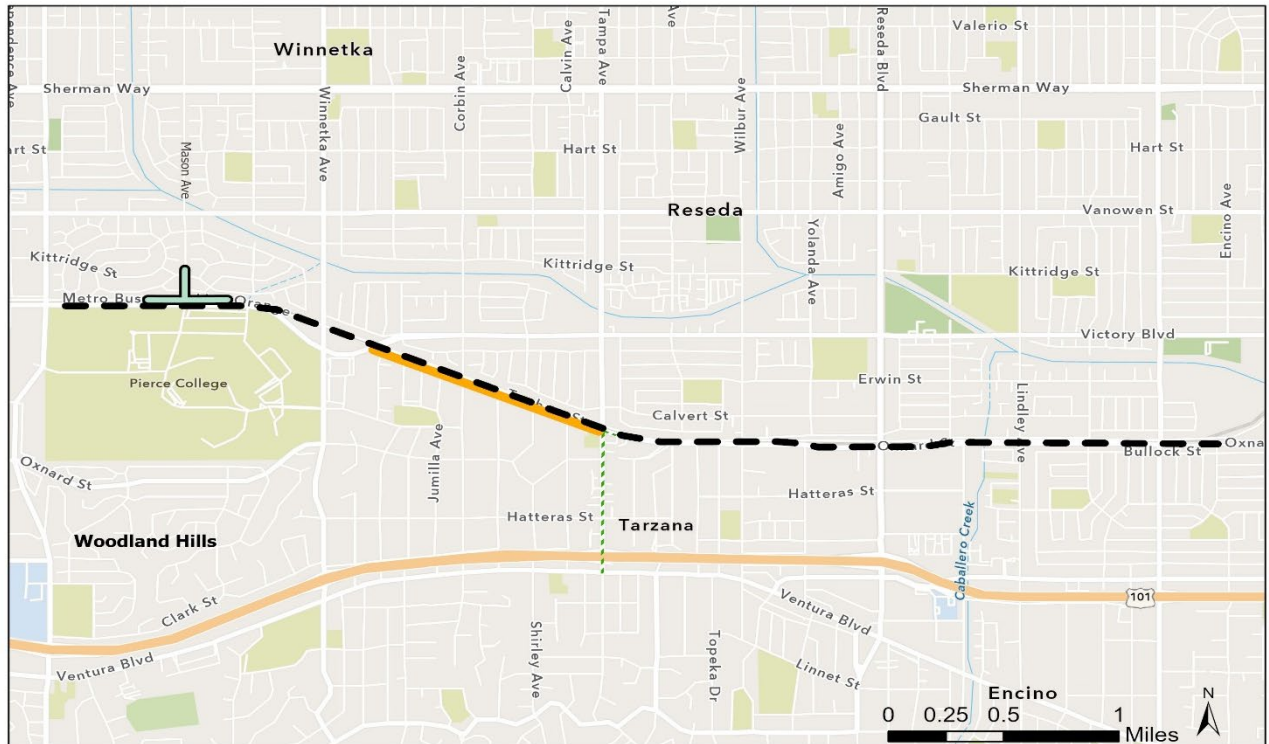 Valerio St
Winnetka
Calvin Ave
Tampa Ave
Ave
Reseda Blvd
Sherman Way
Sherman Way
Winnetka Ave
Corbin Ave
Wilbur Ave
Gault St
Mason Ave
Hart St
Amigo Ave
Hart St
Reseda
Vanowen St
Encino Ave
Kittridge St
Kittridge St
Yolanda Ave
Kittridge St
Metro Bus
Orange
Victory Blvd
Pierce College
Erwin St
Calvert St
Lindley Ave
Jumilla Ave
Bullock St
Oxnard St
Hatteras St
Hatteras St
Tarzana
Woodland Hills
Caballero Creek
Clark St
101
Ventura Blvd
Ventura Blvd
Shirley Ave
Topeka Dr
Linnet St
Encino
N
0 0.25 0.5 1
Miles